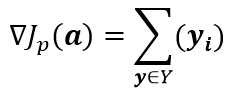 ∇J_p(a) = ∑_{y∈Y}(y_i)